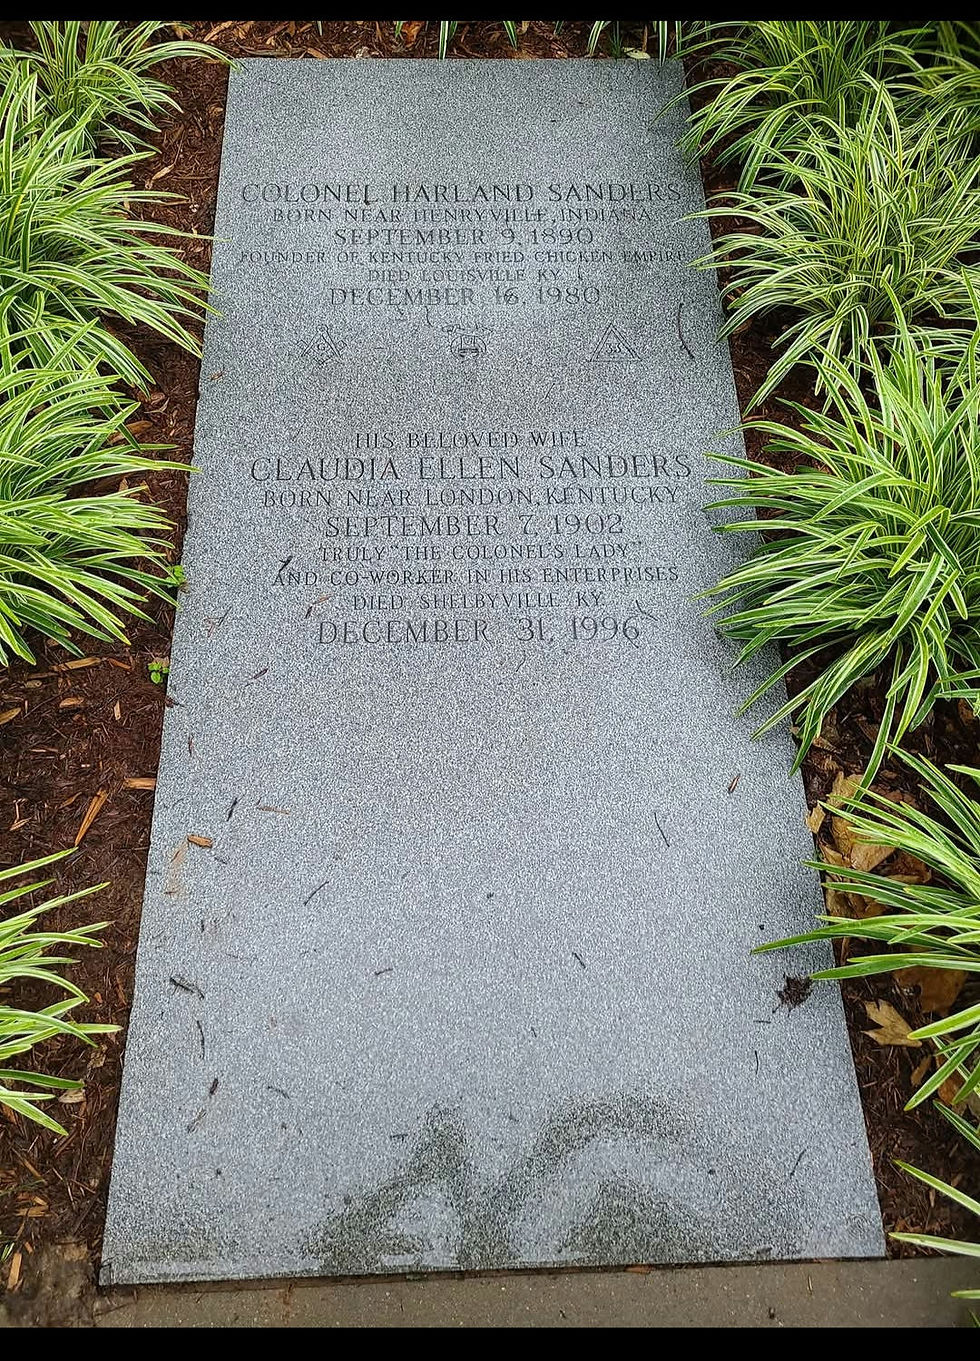 COLONEL HARLAND SANDERS
BORN NEAR HENRYVILLE, INDIANA
SEPTEMBER 9, 1890
FOUNDER OF KENTUCKY FRIED CHICKEN EMPIRE
DIED LOUISVILLE KY.
DECEMBER 16, 1980
HIS BELOVED WIFE
CLAUDIA ELLEN SANDERS
BORN NEAR LONDON, KENTUCKY
SEPTEMBER 7, 1902
TRULY "THE COLONEL'S LADY"
AND CO-WORKER IN HIS ENTERPRISES
DIED SHELBYVILLE KY.
DECEMBER 31, 1996